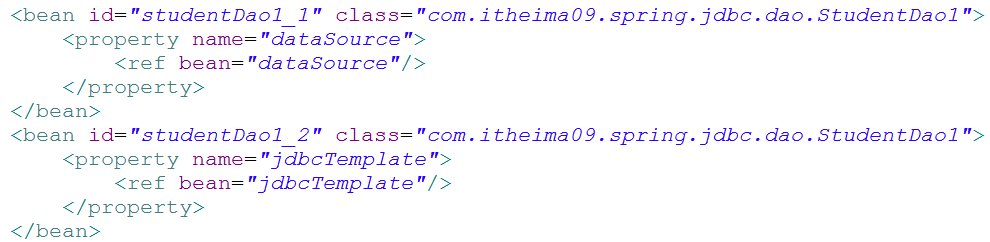 <bean id="studentDao1_1" class="com.itheima09.spring.jdbc.dao.StudentDao1">
    <property name="dataSource">
        <ref bean="dataSource"/>
    </property>
</bean>
<bean id="studentDao1_2" class="com.itheima09.spring.jdbc.dao.StudentDao1">
    <property name="jdbcTemplate">
        <ref bean="jdbcTemplate"/>
    </property>
</bean>